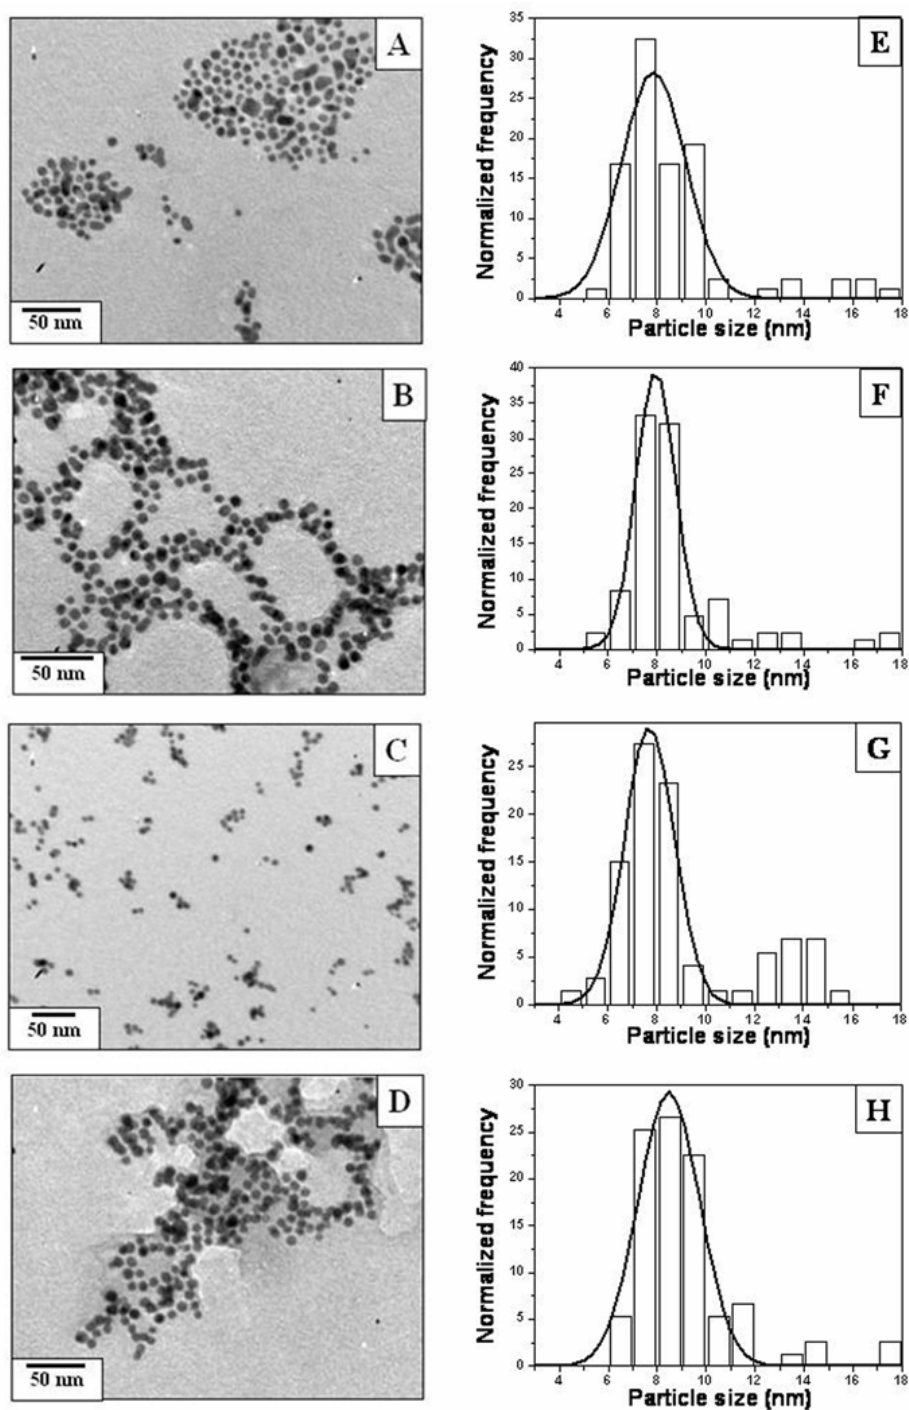 A
50 nm
E
Normalized frequency
35
30
25
20
15
10
5
0
4 6 8 10 12 14 16 18
Particle size (nm)
B
50 nm
F
Normalized frequency
40
35
30
25
20
15
10
5
0
4 6 8 10 12 14 16 18
Particle size (nm)
C
50 nm
G
Normalized frequency
25
20
15
10
5
0
4 6 8 10 12 14 16 18
Particle size (nm)
D
50 nm
H
Normalized frequency
30
25
20
15
10
5
0
4 6 8 10 12 14 16 18
Particle size (nm)